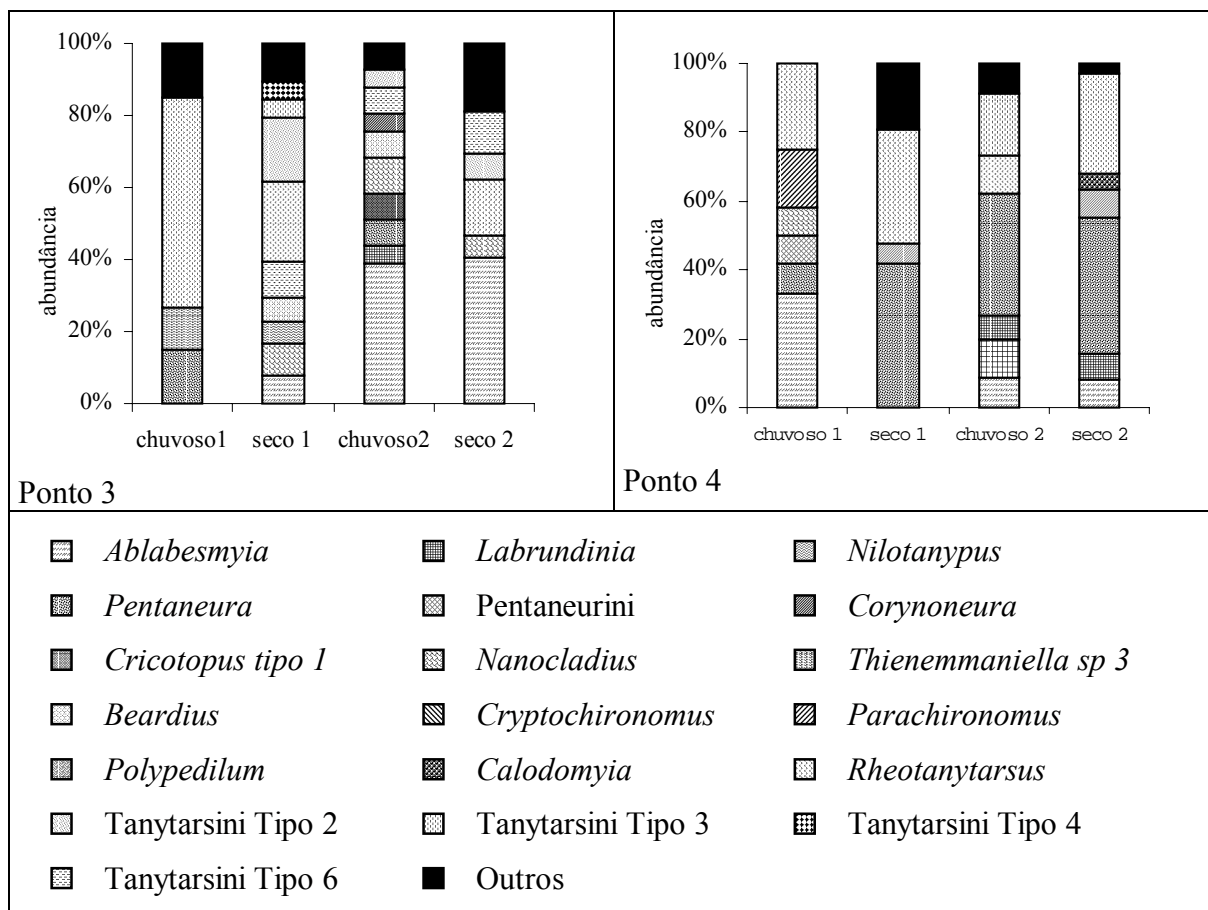 100%
80%
60%
40%
20%
0%
abundância
chuvoso1 seco 1 chuvoso2 seco 2
Ponto 3
100%
80%
60%
40%
20%
0%
abundância
chuvoso 1 seco 1 chuvoso 2 seco 2
Ponto 4
Ablabesmyia Labrundinia Nilotanypus
Pentaneura Pentaneurini Corynoneura
Cricotopus tipo 1 Nanocladius Thienemmaniella sp 3
Beardius Cryptochironomus Parachironomus
Polypedilum Calodomyia Rheotanytarsus
Tanytarsini Tipo 2 Tanytarsini Tipo 3 Tanytarsini Tipo 4
Tanytarsini Tipo 6 Outros